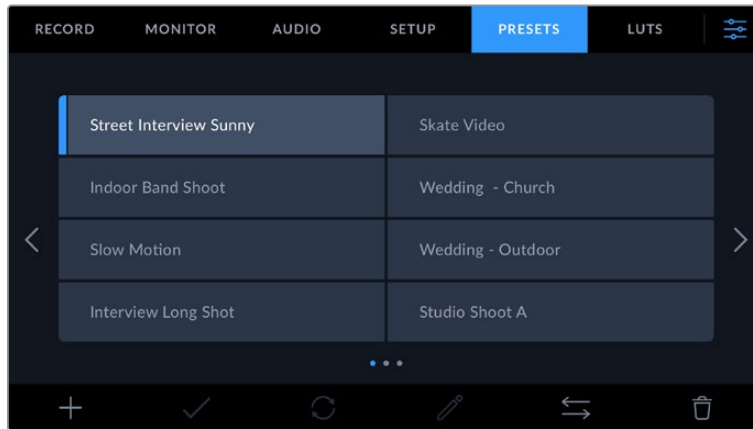 RECORD MONITOR AUDIO SETUP PRESETS LUTS
Street Interview Sunny
Skate Video
Indoor Band Shoot
Wedding - Church
Slow Motion
Wedding - Outdoor
Interview Long Shot
Studio Shoot A